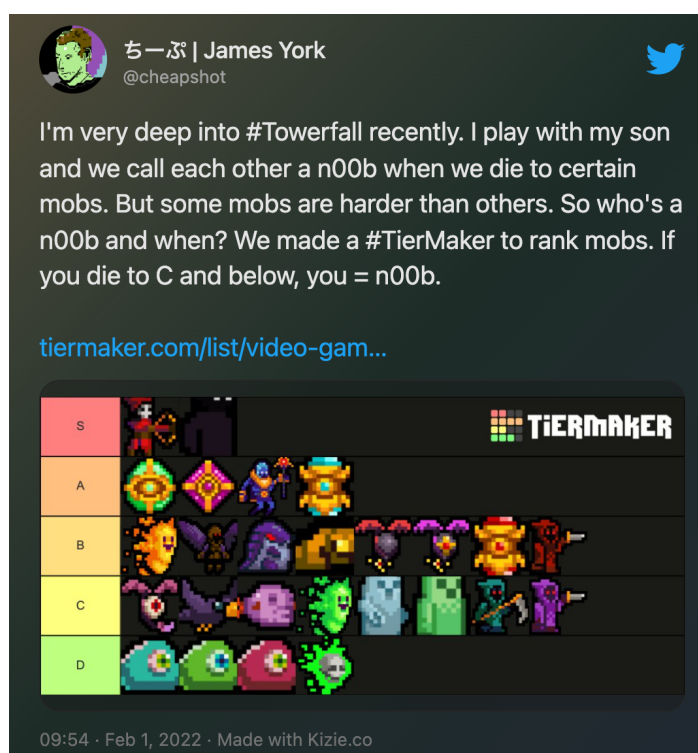 ちーぷ | James York
@cheapshot
I'm very deep into #Towerfall recently. I play with my son
and we call each other a n00b when we die to certain
mobs. But some mobs are harder than others. So who's a
n00b and when? We made a #TierMaker to rank mobs. If
you die to C and below, you = n00b.
tiermaker.com/list/video-gam...
S
TiERMAKER
A
B
C
D
09:54 · Feb 1, 2022 · Made with Kizie.co